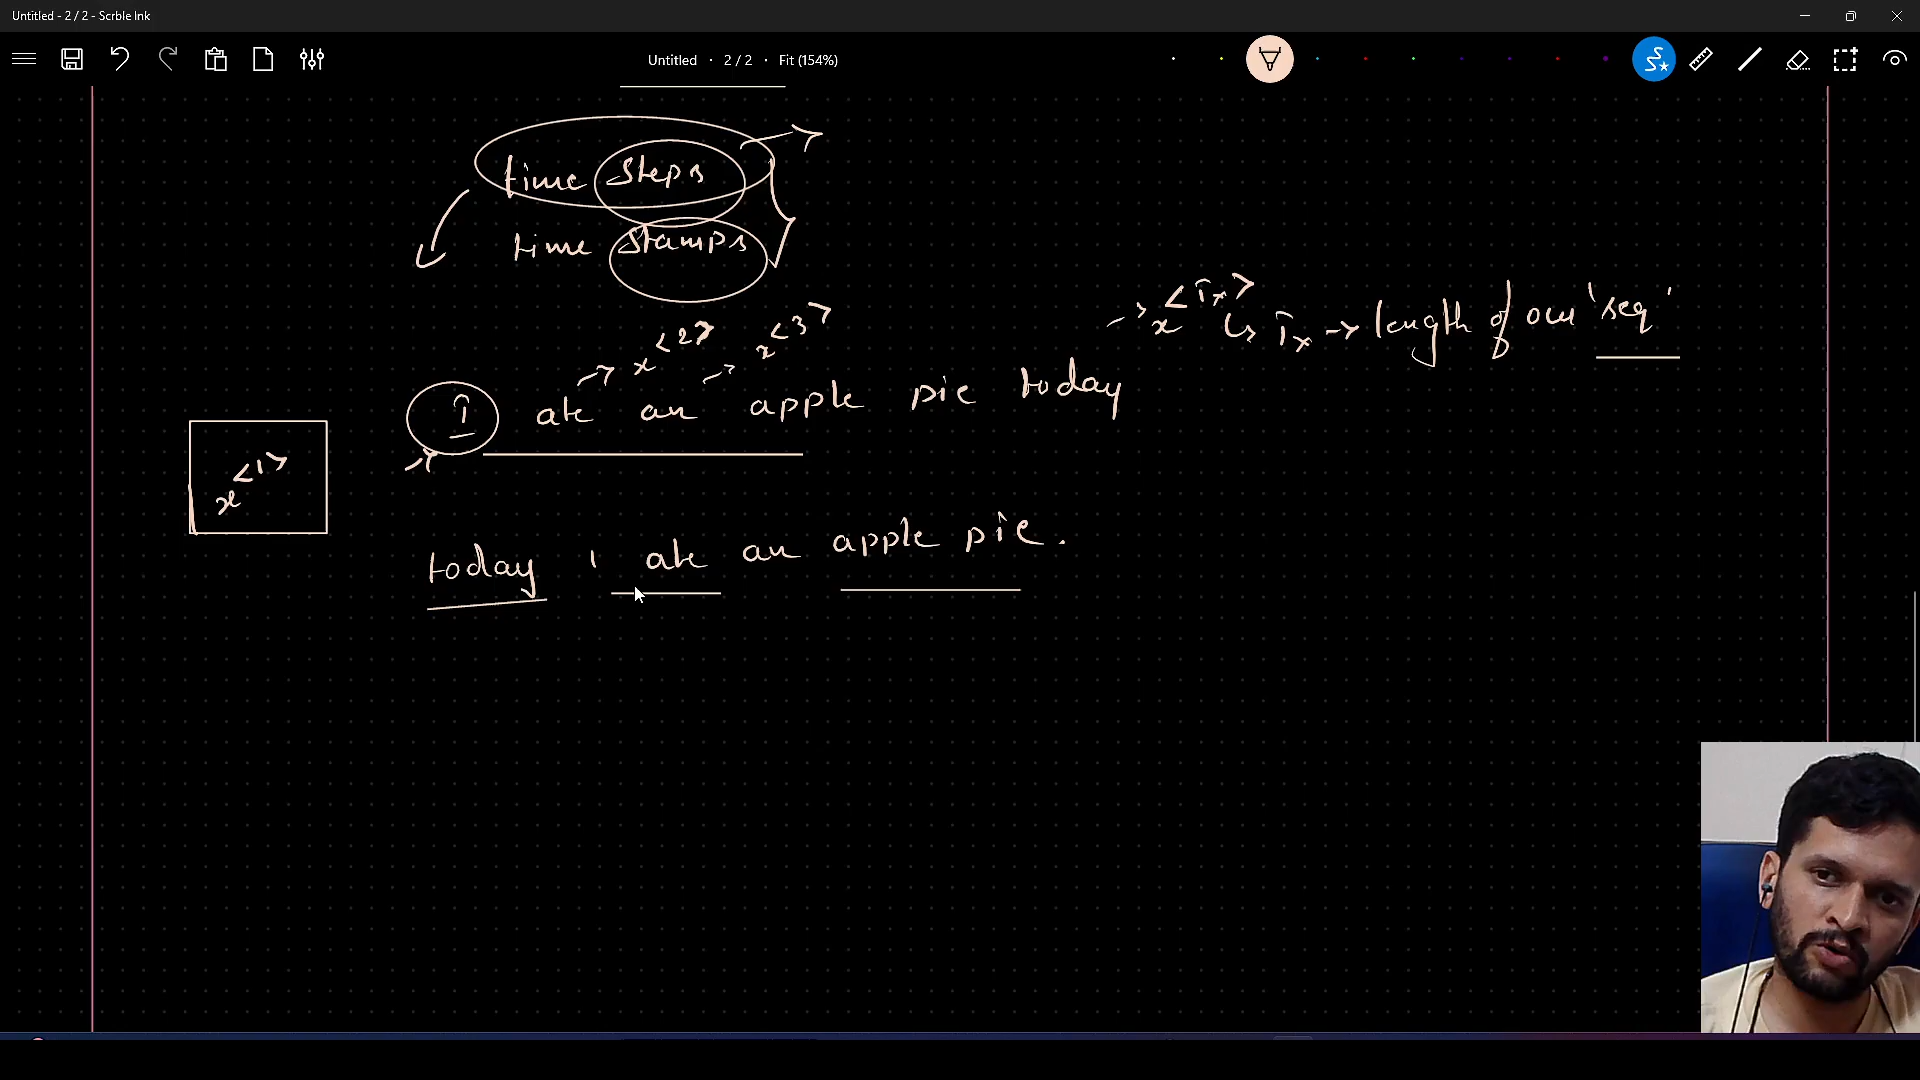 Untitled - 2 / 2 - Scrble Ink
Untitled · 2 / 2 · Fit (154%)
time steps
time stamps
x<2> x<3>
→ x<Tx> ↳ Tx → length of our 'seq'
I ate an apple pie today
x<1>
today I ate an apple pie.